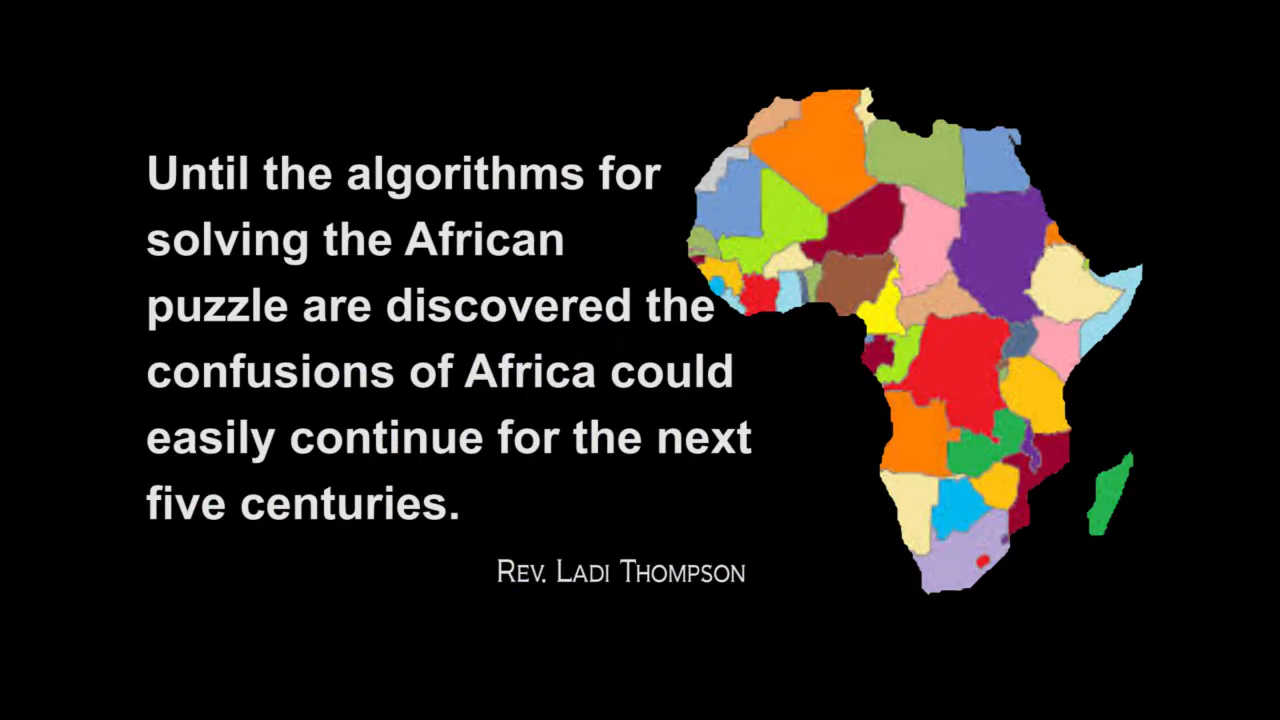 Until the algorithms for
solving the African
puzzle are discovered the
confusions of Africa could
easily continue for the next
five centuries.
Rev. Ladi Thompson